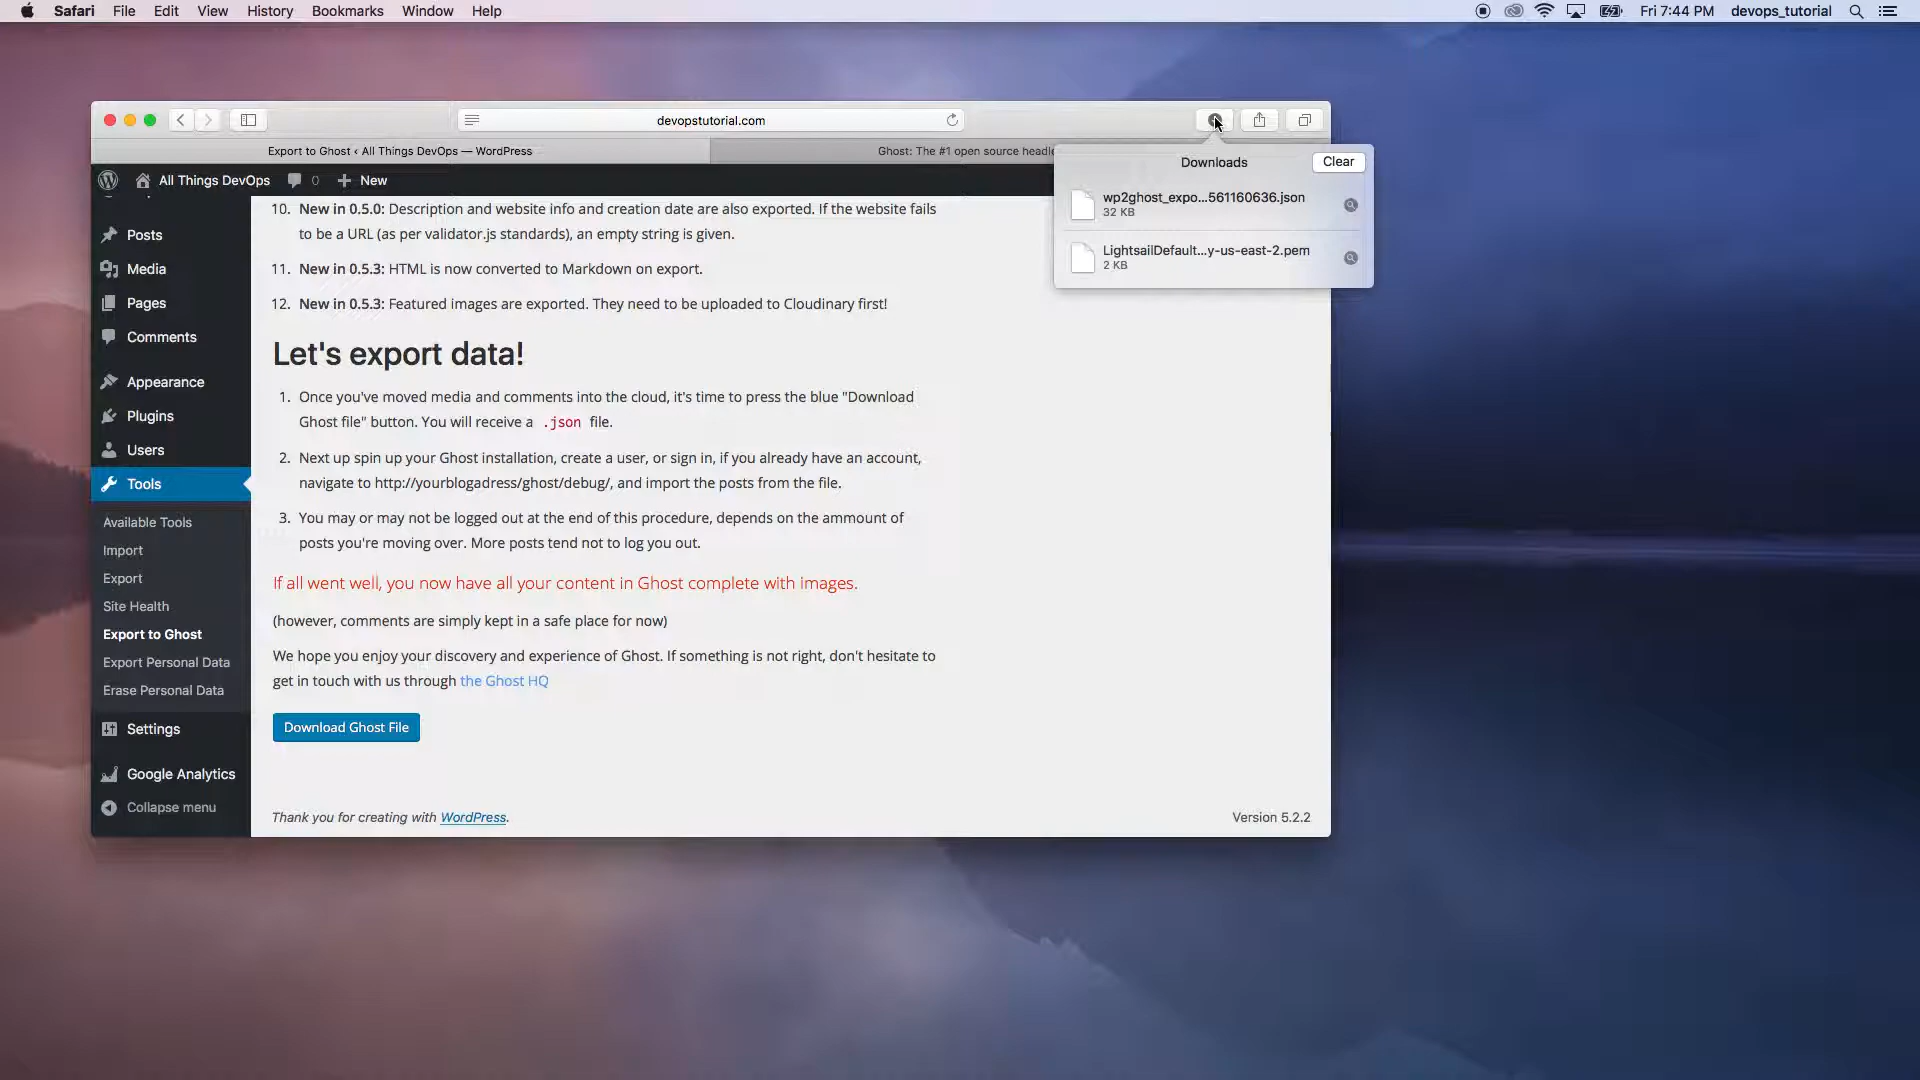 Safari File Edit View History Bookmarks Window Help Fri 7:44 PM devops_tutorial
devopstutorial.com
Export to Ghost ‹ All Things DevOps — WordPress
Ghost: The #1 open source headle
Downloads
Clear
wp2ghost_expo...561160636.json
32 KB
LightsailDefault...y-us-east-2.pem
2 KB
All Things DevOps 0 New
Posts
Media
Pages
Comments
Appearance
Plugins
Users
Tools
Available Tools
Import
Export
Site Health
Export to Ghost
Export Personal Data
Erase Personal Data
Settings
Google Analytics
Collapse menu
10. New in 0.5.0: Description and website info and creation date are also exported. If the website fails
to be a URL (as per validator.js standards), an empty string is given.
11. New in 0.5.3: HTML is now converted to Markdown on export.
12. New in 0.5.3: Featured images are exported. They need to be uploaded to Cloudinary first!
Let's export data!
1. Once you've moved media and comments into the cloud, it's time to press the blue "Download
Ghost file" button. You will receive a .json file.
2. Next up spin up your Ghost installation, create a user, or sign in, if you already have an account,
navigate to http://yourblogadress/ghost/debug/, and import the posts from the file.
3. You may or may not be logged out at the end of this procedure, depends on the ammount of
posts you're moving over. More posts tend not to log you out.
If all went well, you now have all your content in Ghost complete with images.
(however, comments are simply kept in a safe place for now)
We hope you enjoy your discovery and experience of Ghost. If something is not right, don't hesitate to
get in touch with us through the Ghost HQ
Download Ghost File
Thank you for creating with WordPress. Version 5.2.2